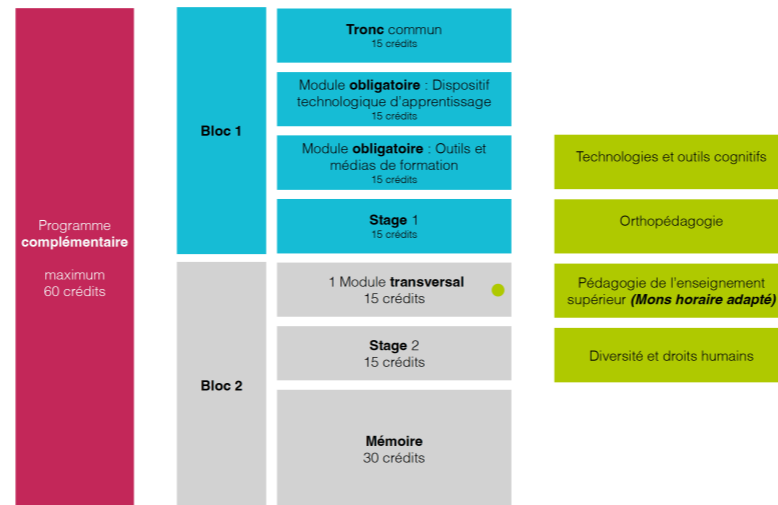 Programme
complémentaire
maximum
60 crédits
Bloc 1
Tronc commun
15 crédits
Module obligatoire : Dispositif
technologique d'apprentissage
15 crédits
Module obligatoire : Outils et
médias de formation
15 crédits
Stage 1
15 crédits
Bloc 2
1 Module transversal
15 crédits
Stage 2
15 crédits
Mémoire
30 crédits
Technologies et outils cognitifs
Orthopédagogie
Pédagogie de l'enseignement
supérieur (Mons horaire adapté)
Diversité et droits humains